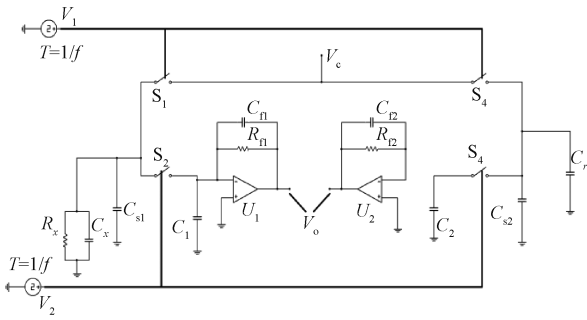 V1
T=1/f
Vc
S1
S4
Cf1
Cf2
Rf1
Rf2
S2
S4
Cr
Rx
Cx
Cs1
C1
U1
Vo
U2
C2
Cs2
T=1/f
V2